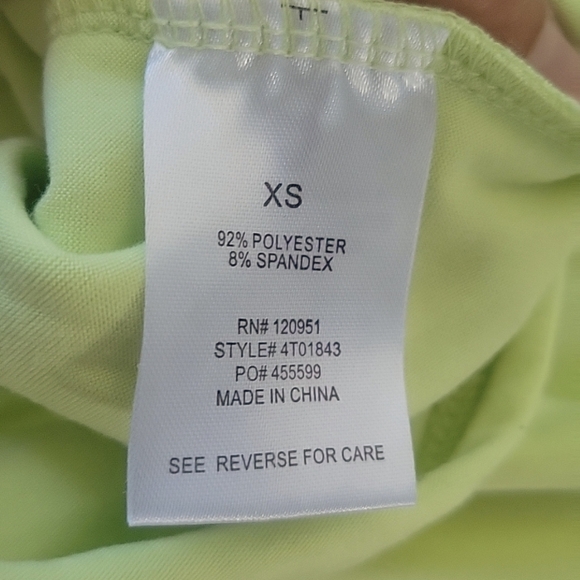 XS
92% POLYESTER
8% SPANDEX
RN# 120951
STYLE# 4T01843
PO# 455599
MADE IN CHINA
SEE REVERSE FOR CARE